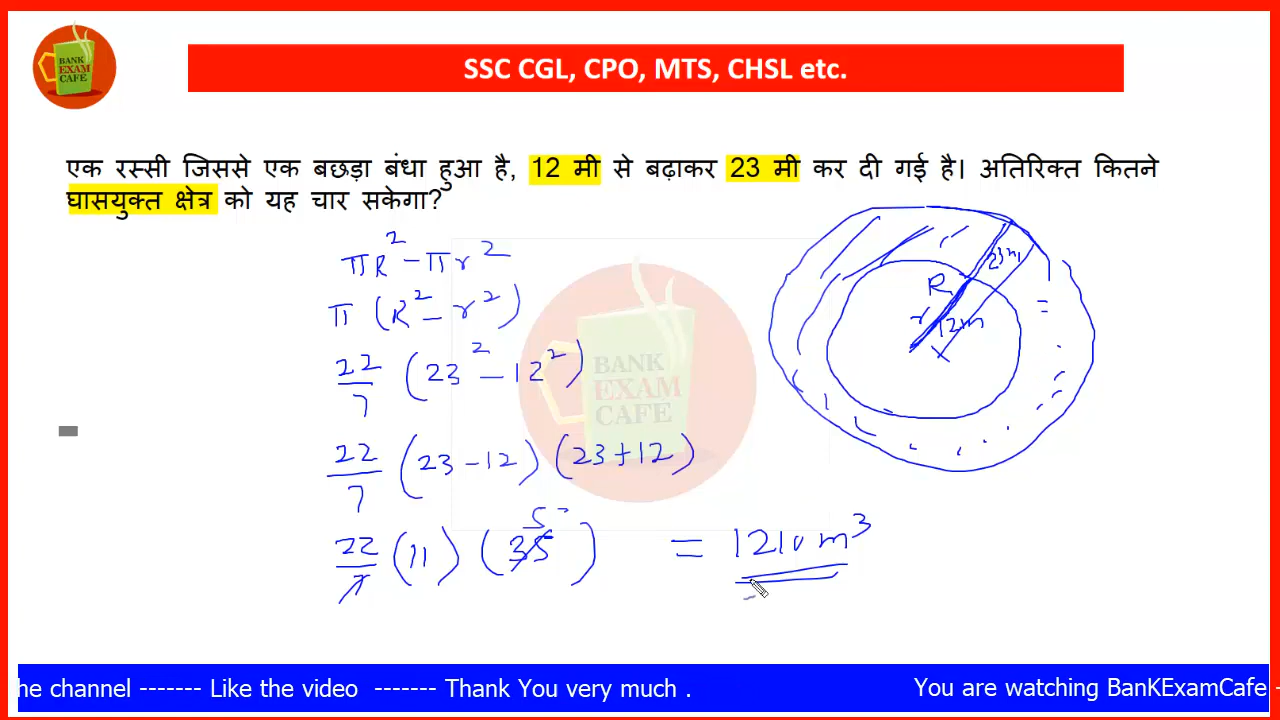 BANK
EXAM
CAFE
SSC CGL, CPO, MTS, CHSL etc.
एक रस्सी जिससे एक बछड़ा बंधा हुआ है, 12 मी से बढ़ाकर 23 मी कर दी गई है। अतिरिक्त कितने
घासयुक्त क्षेत्र को यह चार सकेगा?
πR² - πr²
π (R² - r²)
22/7 (23² - 12²)
22/7 (23-12) (23+12)
22/7 (11) (35) 5 = 1210 m³
23m
R
r
12m
BANK
EXAM
CAFE
he channel ------- Like the video ------- Thank You very much .
You are watching BanKExamCafe -